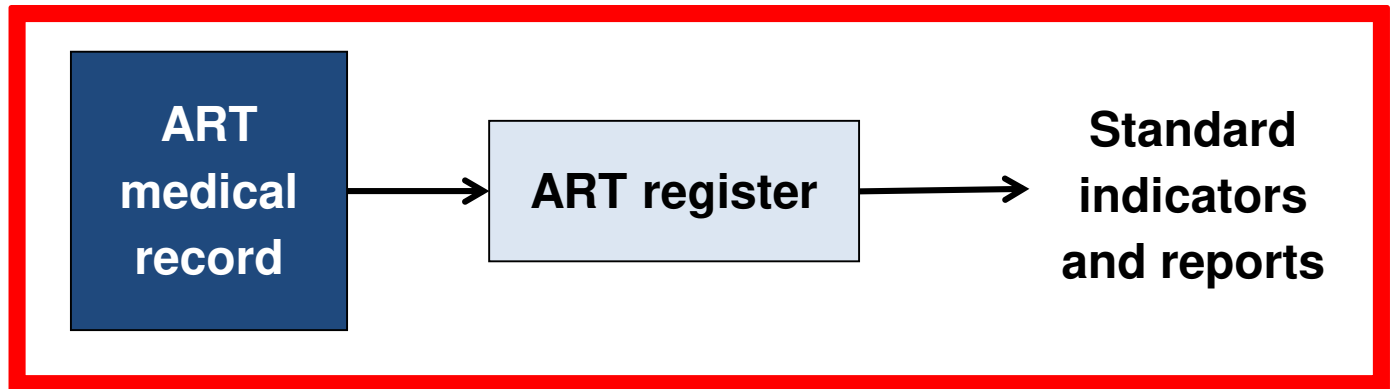 ART
medical
record
ART register
Standard
indicators
and reports